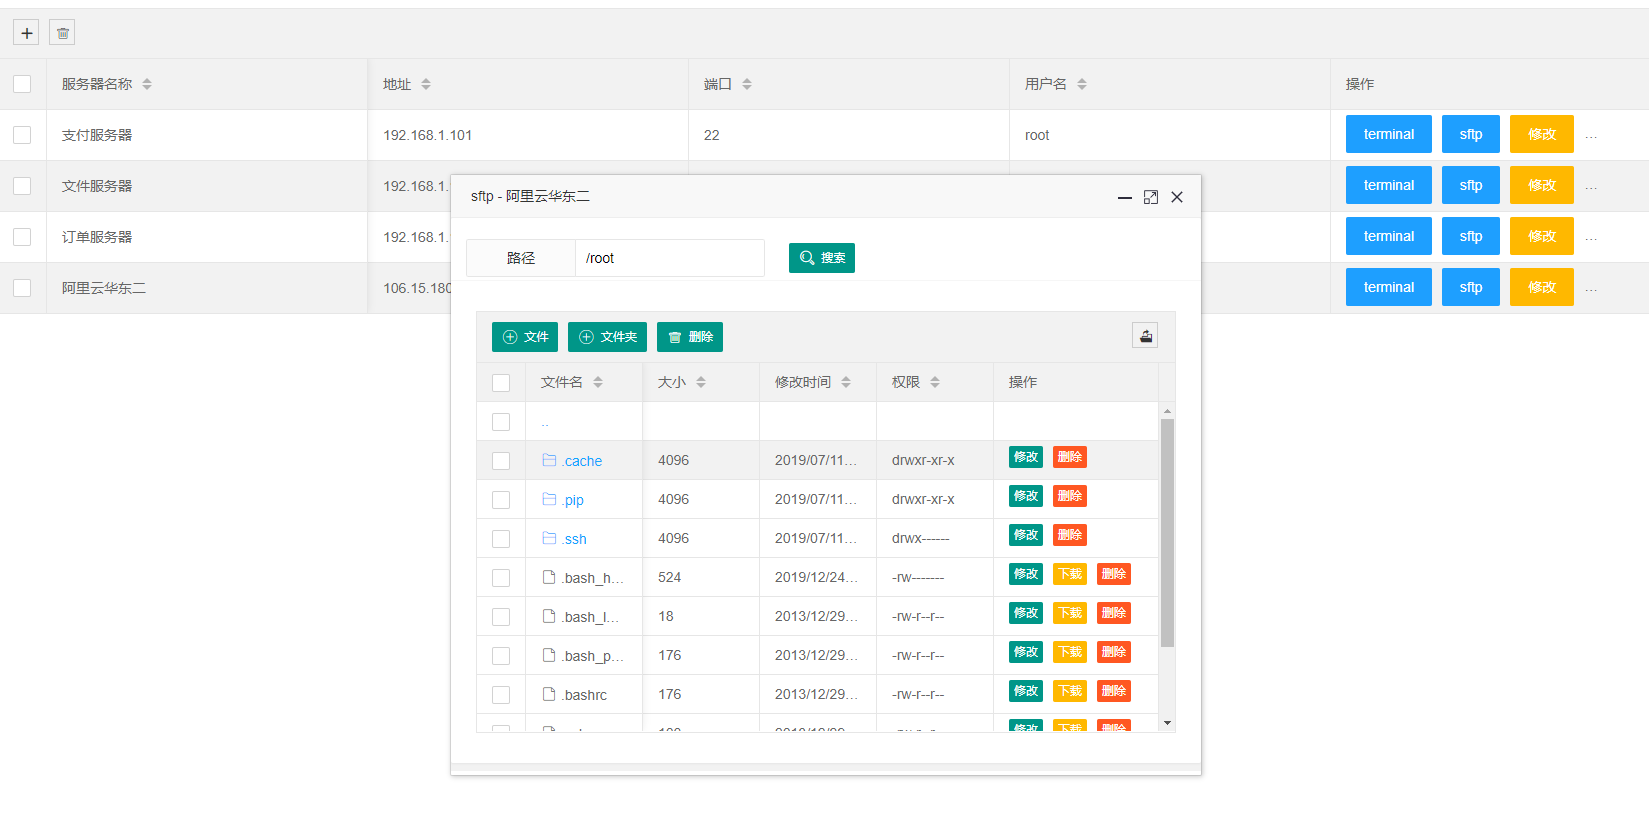 服务器名称 地址 端口 用户名 操作
支付服务器 192.168.1.101 22 root terminal sftp 修改 ...
文件服务器 192.168.1. terminal sftp 修改 ...
订单服务器 192.168.1. terminal sftp 修改 ...
阿里云华东二 106.15.180 terminal sftp 修改 ...
sftp - 阿里云华东二
路径 /root 搜索
文件 文件夹 删除
文件名 大小 修改时间 权限 操作
..
.cache 4096 2019/07/11... drwxr-xr-x 修改 删除
.pip 4096 2019/07/11... drwxr-xr-x 修改 删除
.ssh 4096 2019/07/11... drwx------ 修改 删除
.bash_h... 524 2019/12/24... -rw------- 修改 下载 删除
.bash_l... 18 2013/12/29... -rw-r--r-- 修改 下载 删除
.bash_p... 176 2013/12/29... -rw-r--r-- 修改 下载 删除
.bashrc 176 2013/12/29... -rw-r--r-- 修改 下载 删除
修改 下载 删除